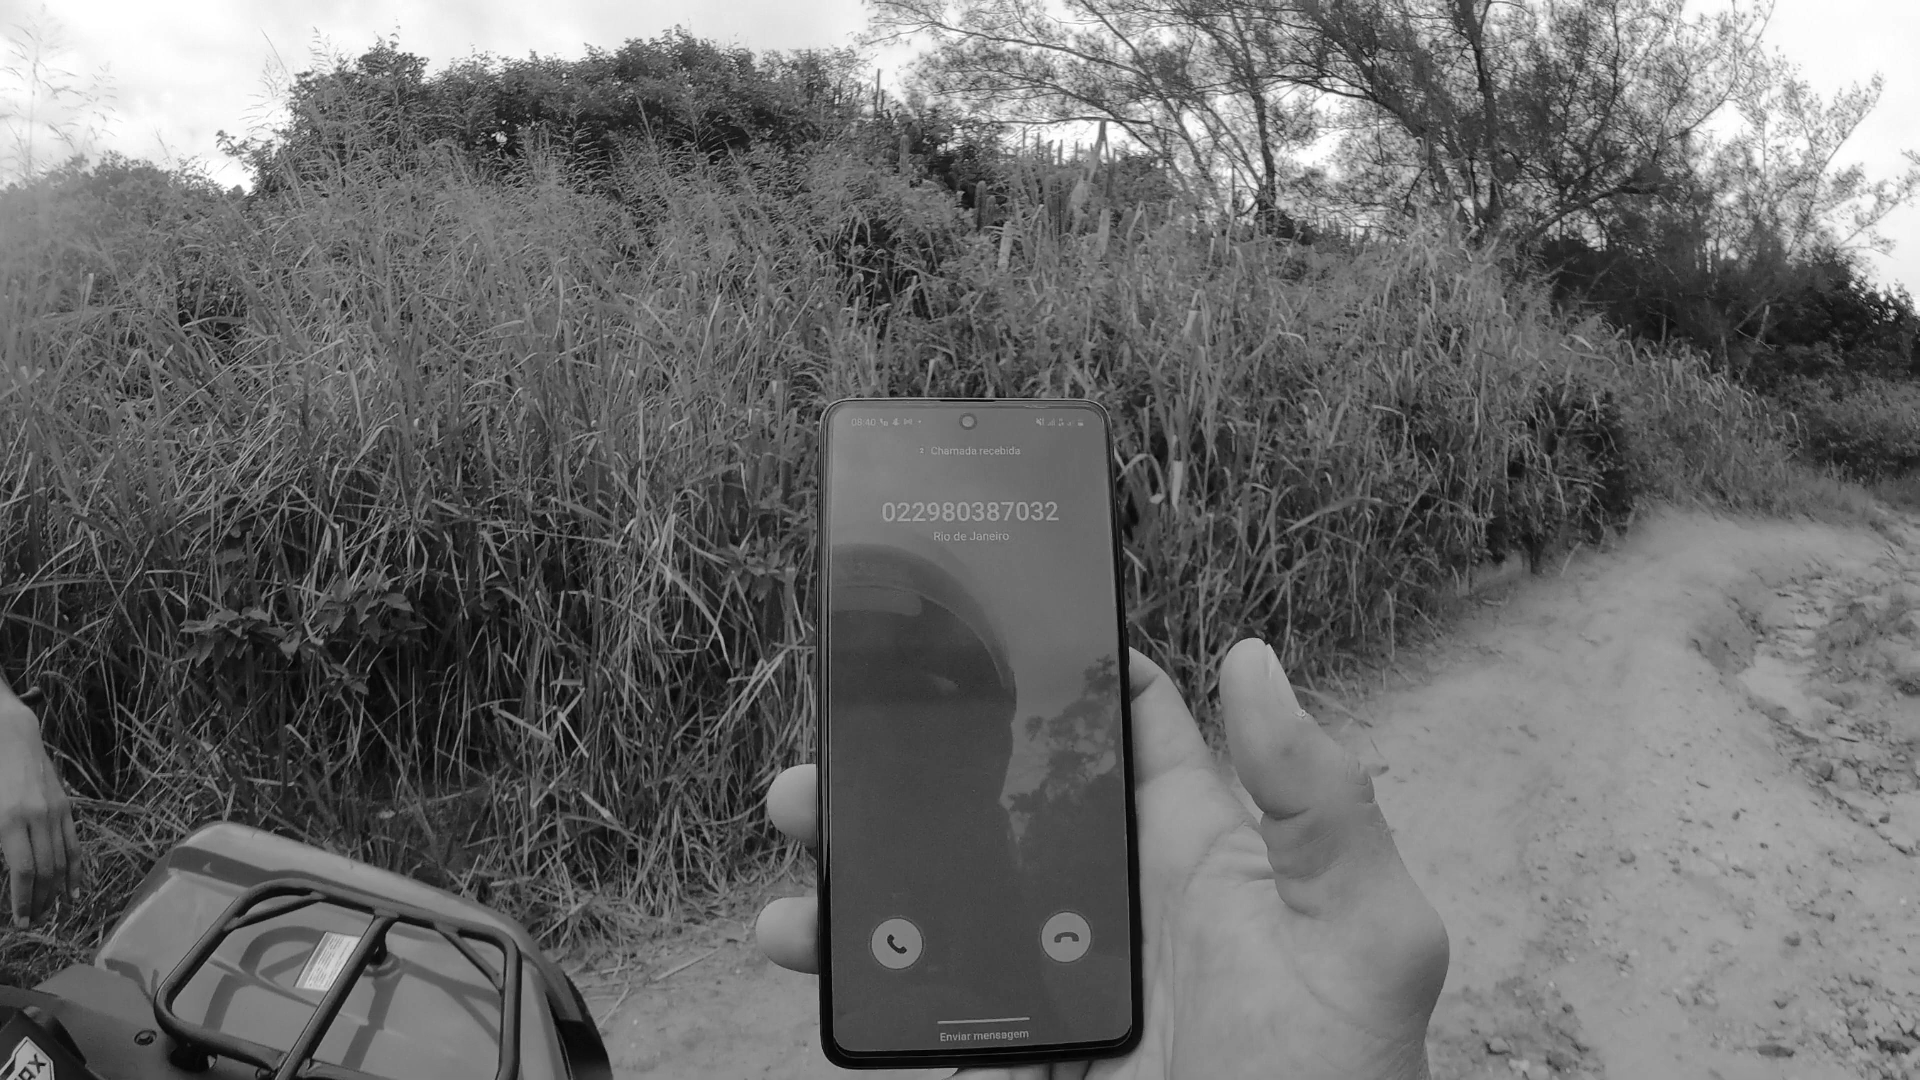 08:40
Chamada recebida
022980387032
Rio de Janeiro
Enviar mensagem